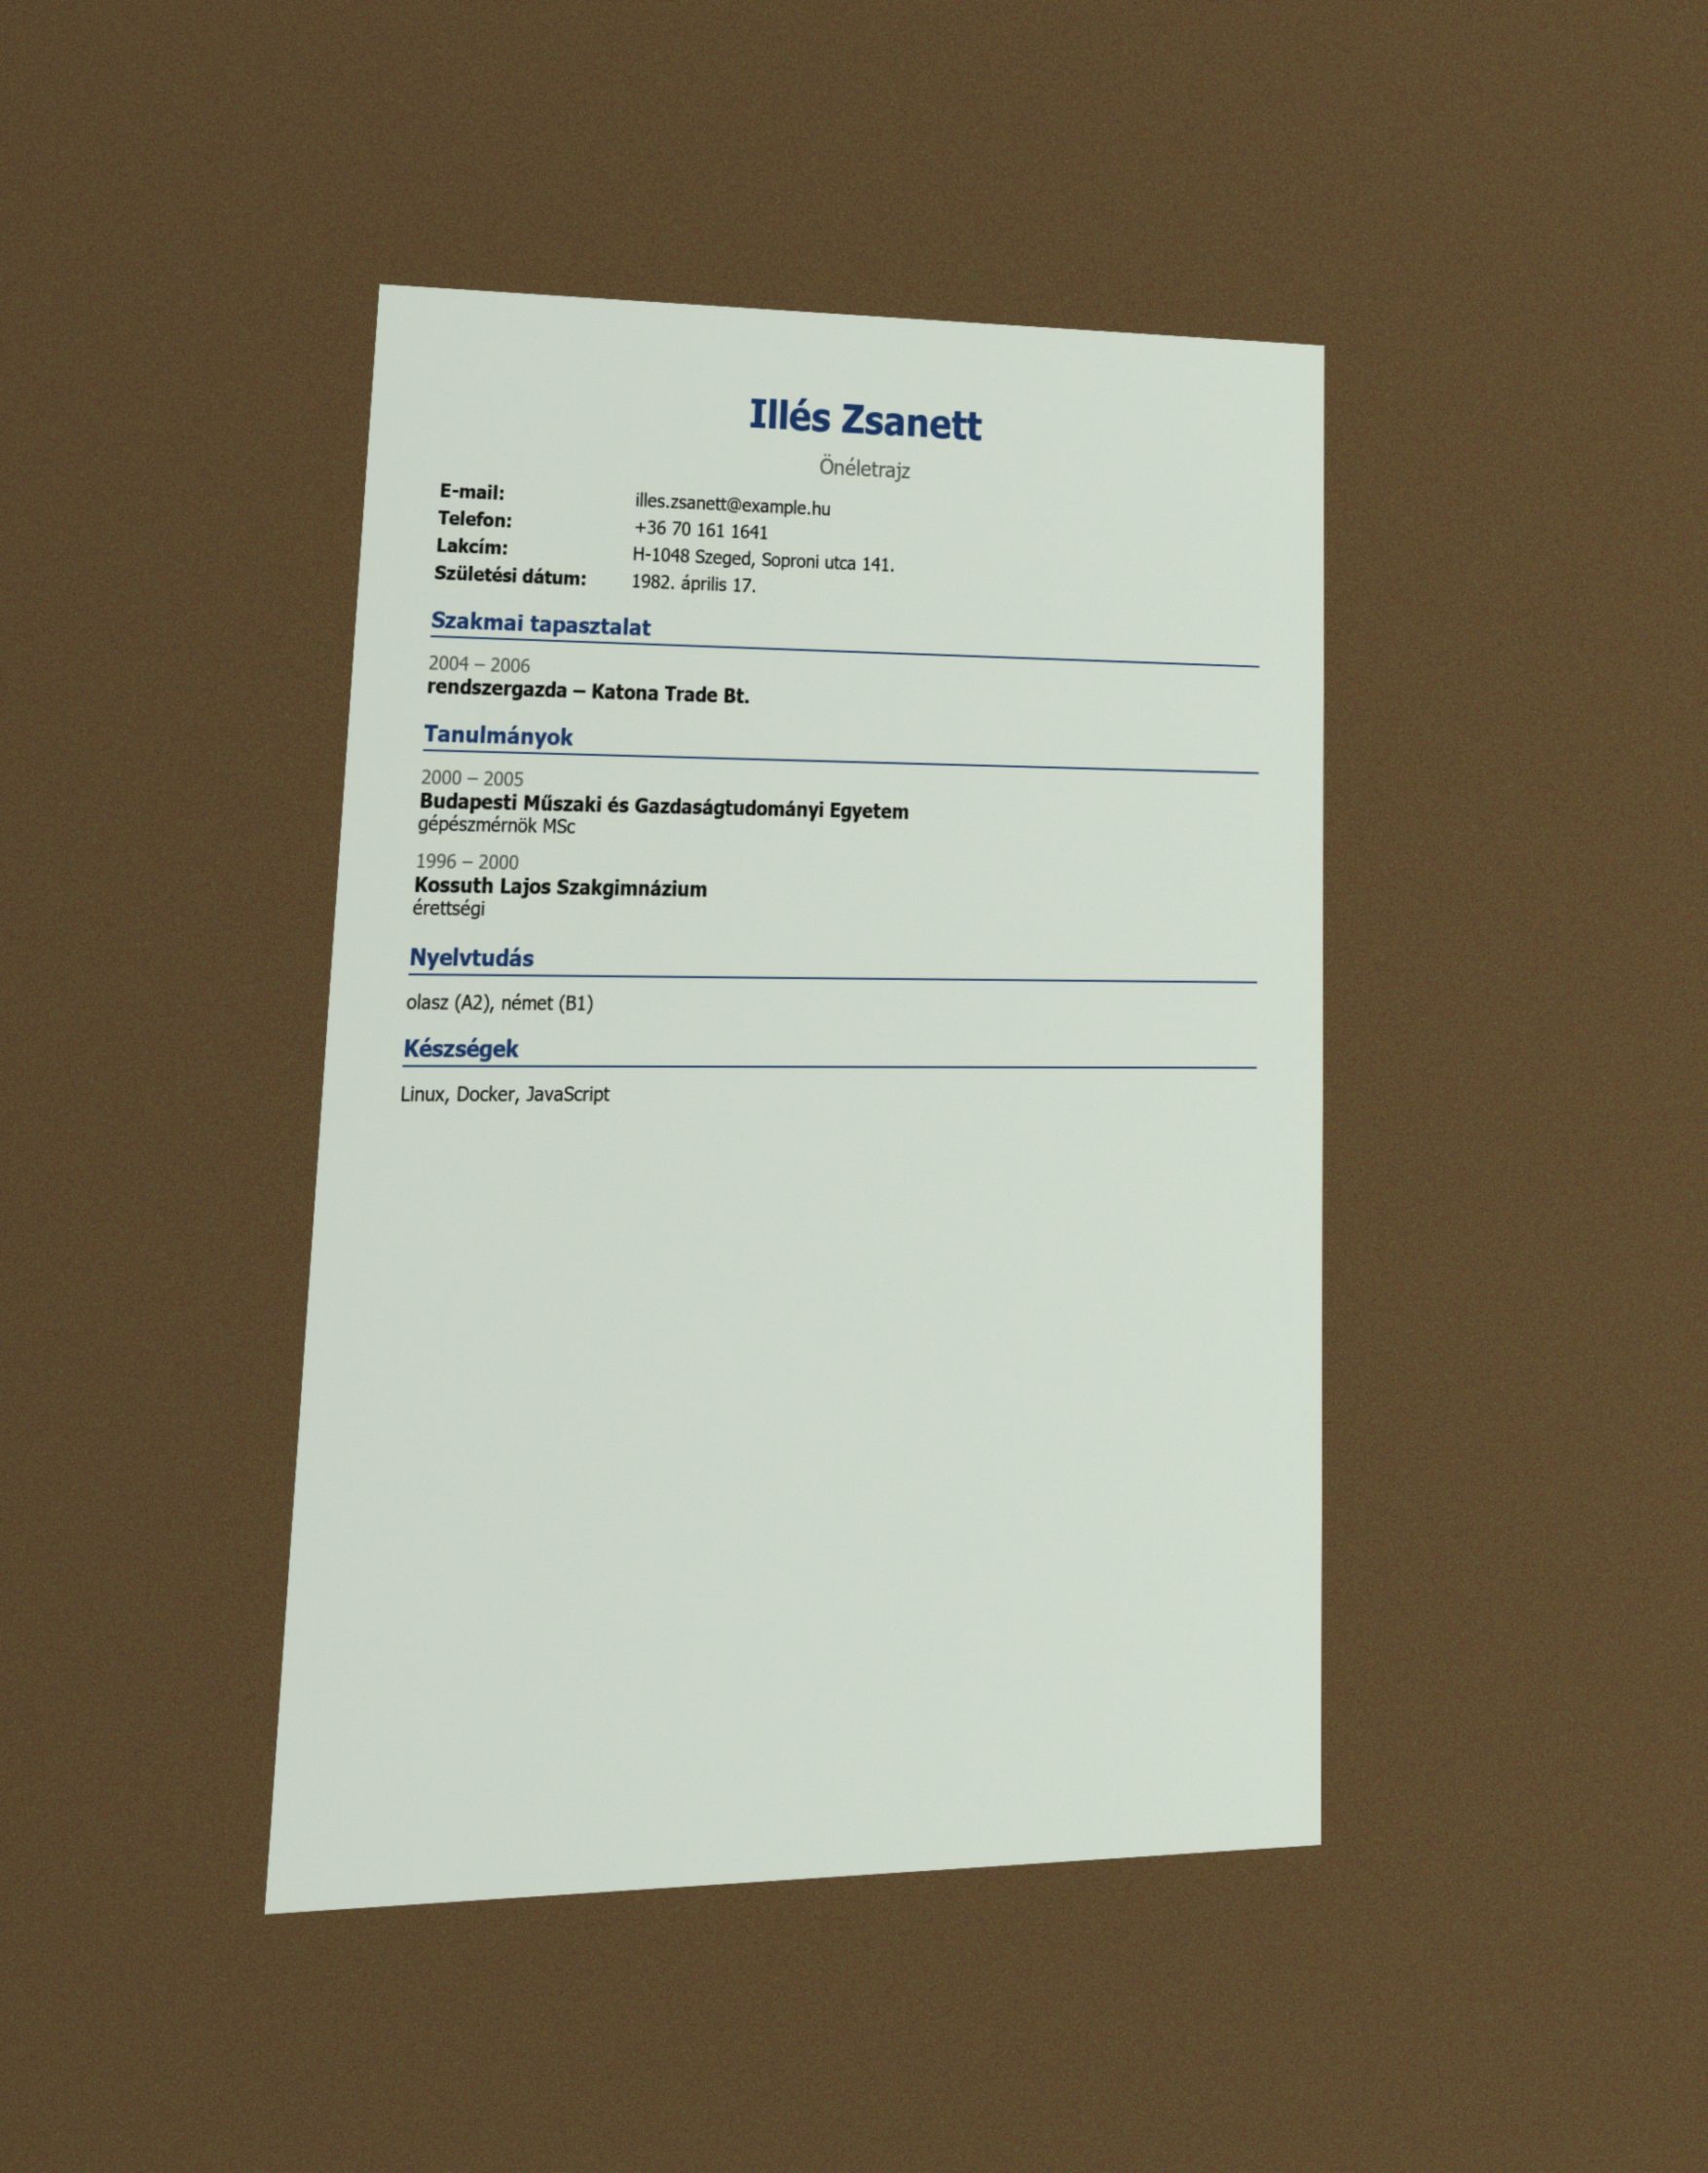 Illés Zsanett
Önéletrajz
E-mail: illes.zsanett@example.hu
Telefon: +36 70 161 1641
Lakcím: H-1048 Szeged, Soproni utca 141.
Születési dátum: 1982. április 17.
Szakmai tapasztalat
2004 – 2006
rendszergazda – Katona Trade Bt.
Tanulmányok
2000 – 2005
Budapesti Műszaki és Gazdaságtudományi Egyetem
gépészmérnök MSc
1996 – 2000
Kossuth Lajos Szakgimnázium
érettségi
Nyelvtudás
olasz (A2), német (B1)
Készségek
Linux, Docker, JavaScript